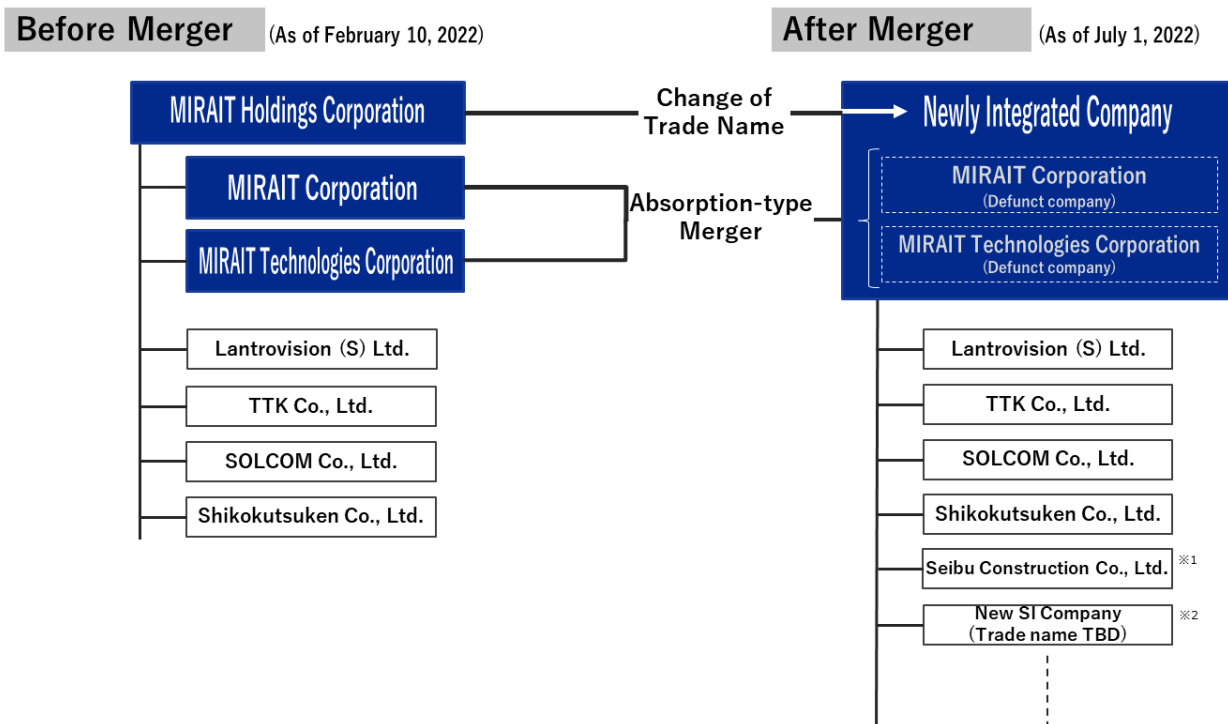 Before Merger (As of February 10, 2022)
MIRAIT Holdings Corporation
MIRAIT Corporation
MIRAIT Technologies Corporation
Lantrovision (S) Ltd.
TTK Co., Ltd.
SOLCOM Co., Ltd.
Shikokutsuken Co., Ltd.
Change of
Trade Name
Absorption-type
Merger
After Merger (As of July 1, 2022)
Newly Integrated Company
MIRAIT Corporation
(Defunct company)
MIRAIT Technologies Corporation
(Defunct company)
Lantrovision (S) Ltd.
TTK Co., Ltd.
SOLCOM Co., Ltd.
Shikokutsuken Co., Ltd.
Seibu Construction Co., Ltd. ※1
New SI Company ※2
(Trade name TBD)